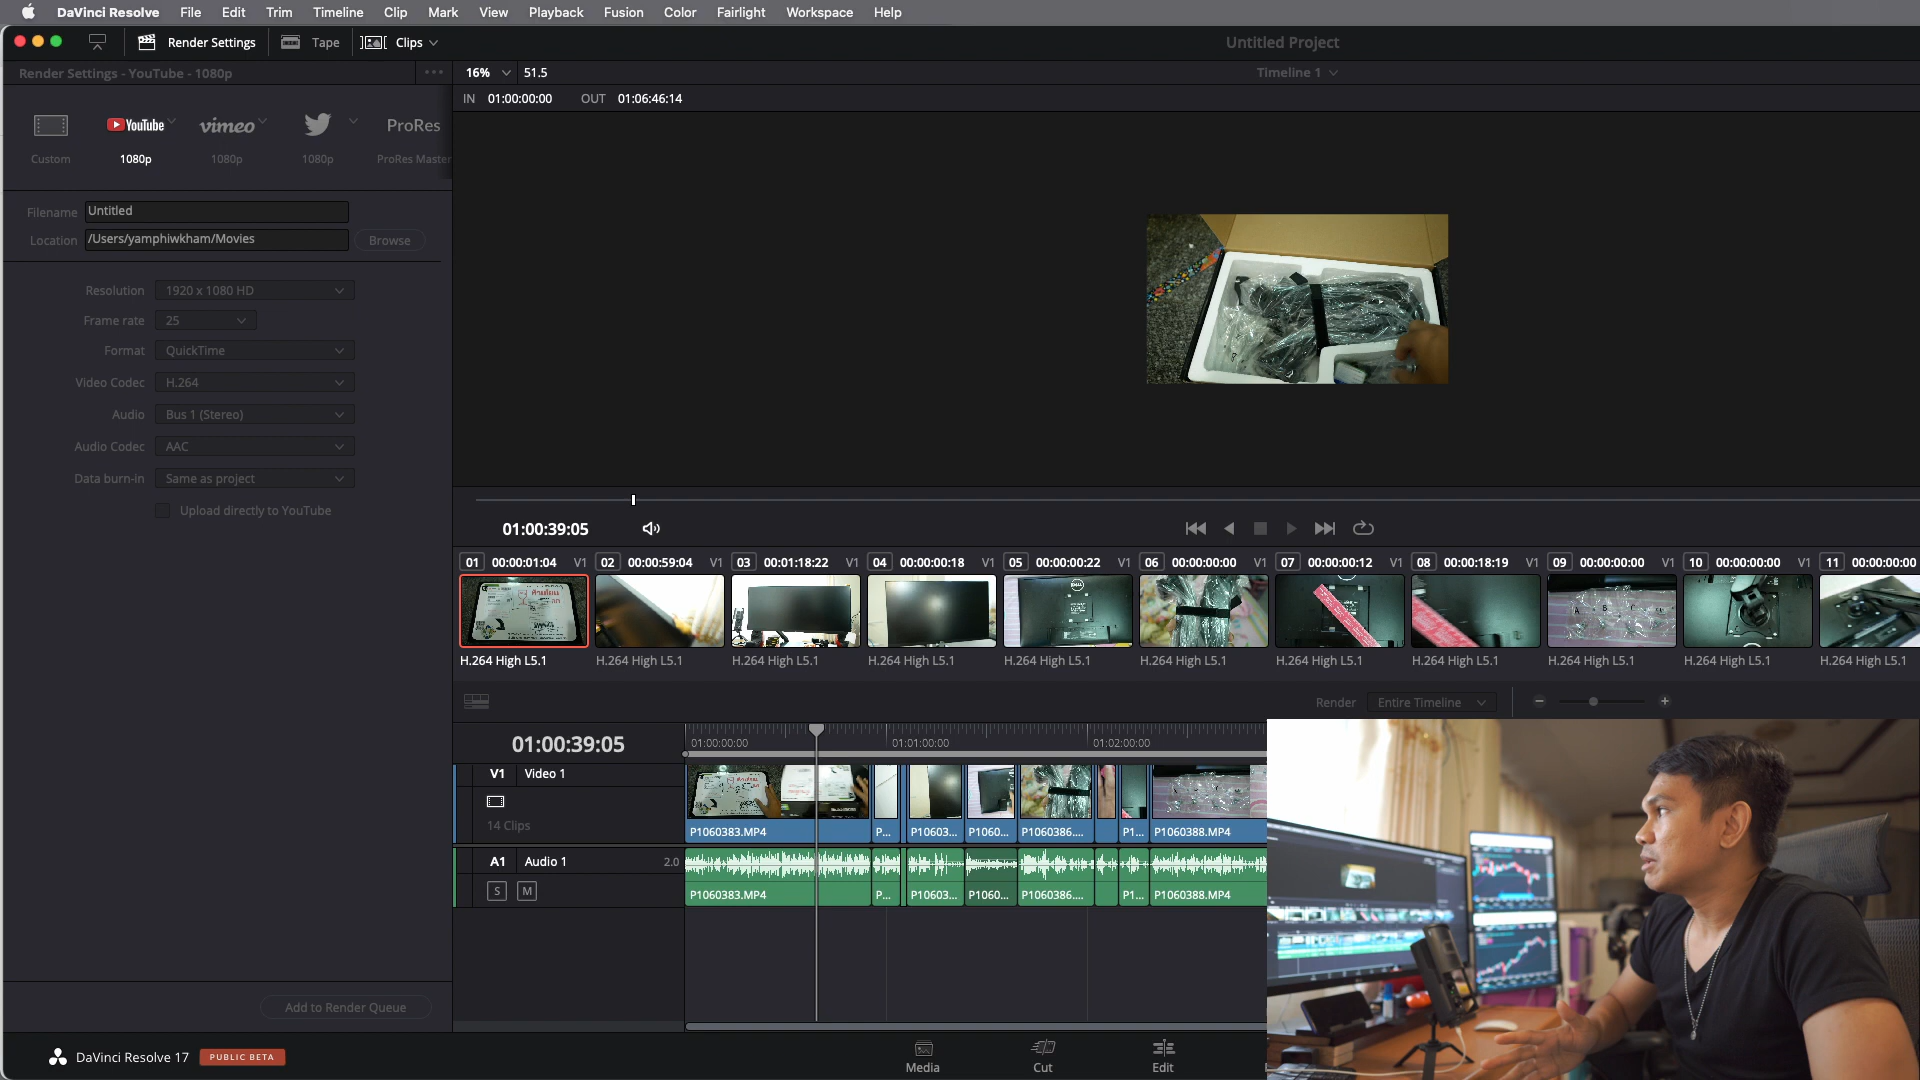 DaVinci Resolve File Edit Trim Timeline Clip Mark View Playback Fusion Color Fairlight Workspace Help
Render Settings Tape Clips Untitled Project
Render Settings - YouTube - 1080p ••• 16% 51.5 Timeline 1
IN 01:00:00:00 OUT 01:06:46:14
YouTube vimeo ProRes
Custom 1080p 1080p 1080p ProRes Master
Filename Untitled
Location /Users/yamphiwkham/Movies Browse
Resolution 1920 x 1080 HD
Frame rate 25
Format QuickTime
Video Codec H.264
Audio Bus 1 (Stereo)
Audio Codec AAC
Data burn-in Same as project
Upload directly to YouTube
01:00:39:05
01 00:00:01:04 V1 02 00:00:59:04 V1 03 00:01:18:22 V1 04 00:00:00:18 V1 05 00:00:00:22 V1 06 00:00:00:00 V1 07 00:00:00:12 V1 08 00:00:18:19 V1 09 00:00:00:00 V1 10 00:00:00:00 V1 11 00:00:00:00
H.264 High L5.1 H.264 High L5.1 H.264 High L5.1 H.264 High L5.1 H.264 High L5.1 H.264 High L5.1 H.264 High L5.1 H.264 High L5.1 H.264 High L5.1 H.264 High L5.1 H.264 High L5.1
Render Entire Timeline
01:00:39:05 01:00:00:00 01:01:00:00 01:02:00:00
V1 Video 1
14 Clips
P1060383.MP4 P... P10603... P1060... P1060386.... P1... P1060388.MP4
A1 Audio 1 2.0
S M
P1060383.MP4 P... P10603... P1060... P1060386.... P1... P1060388.MP4
Add to Render Queue
DaVinci Resolve 17 PUBLIC BETA
Media Cut Edit